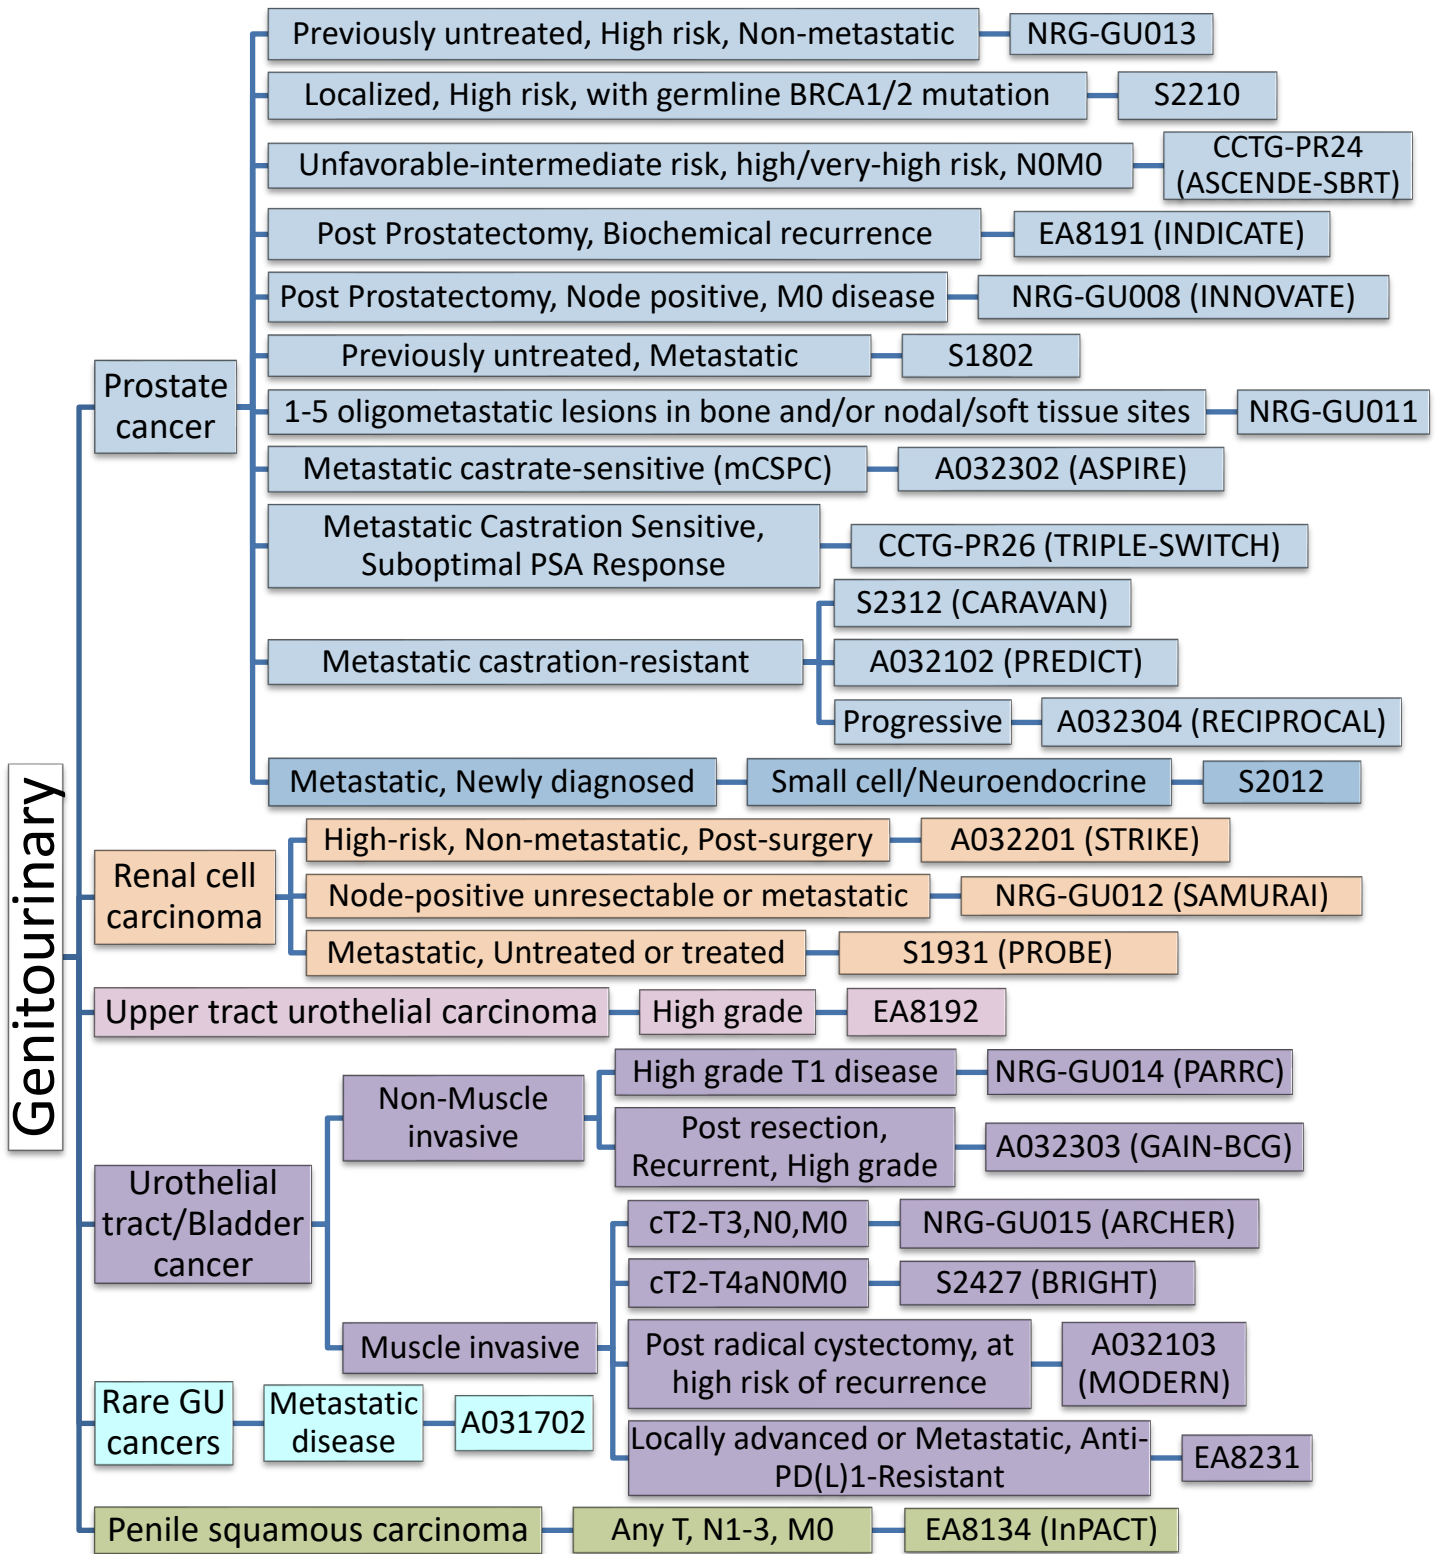 Genitourinary
Prostate
cancer
Previously untreated, High risk, Non-metastatic
NRG-GU013
Localized, High risk, with germline BRCA1/2 mutation
S2210
Unfavorable-intermediate risk, high/very-high risk, N0M0
CCTG-PR24
(ASCENDE-SBRT)
Post Prostatectomy, Biochemical recurrence
EA8191 (INDICATE)
Post Prostatectomy, Node positive, M0 disease
NRG-GU008 (INNOVATE)
Previously untreated, Metastatic
S1802
1-5 oligometastatic lesions in bone and/or nodal/soft tissue sites
NRG-GU011
Metastatic castrate-sensitive (mCSPC)
A032302 (ASPIRE)
Metastatic Castration Sensitive,
Suboptimal PSA Response
CCTG-PR26 (TRIPLE-SWITCH)
Metastatic castration-resistant
S2312 (CARAVAN)
A032102 (PREDICT)
Progressive
A032304 (RECIPROCAL)
Metastatic, Newly diagnosed
Small cell/Neuroendocrine
S2012
Renal cell
carcinoma
High-risk, Non-metastatic, Post-surgery
A032201 (STRIKE)
Node-positive unresectable or metastatic
NRG-GU012 (SAMURAI)
Metastatic, Untreated or treated
S1931 (PROBE)
Upper tract urothelial carcinoma
High grade
EA8192
Urothelial
tract/Bladder
cancer
Non-Muscle
invasive
High grade T1 disease
NRG-GU014 (PARRC)
Post resection,
Recurrent, High grade
A032303 (GAIN-BCG)
Muscle invasive
cT2-T3,N0,M0
NRG-GU015 (ARCHER)
cT2-T4aN0M0
S2427 (BRIGHT)
Post radical cystectomy, at
high risk of recurrence
A032103
(MODERN)
Locally advanced or Metastatic, Anti-
PD(L)1-Resistant
EA8231
Rare GU
cancers
Metastatic
disease
A031702
Penile squamous carcinoma
Any T, N1-3, M0
EA8134 (InPACT)